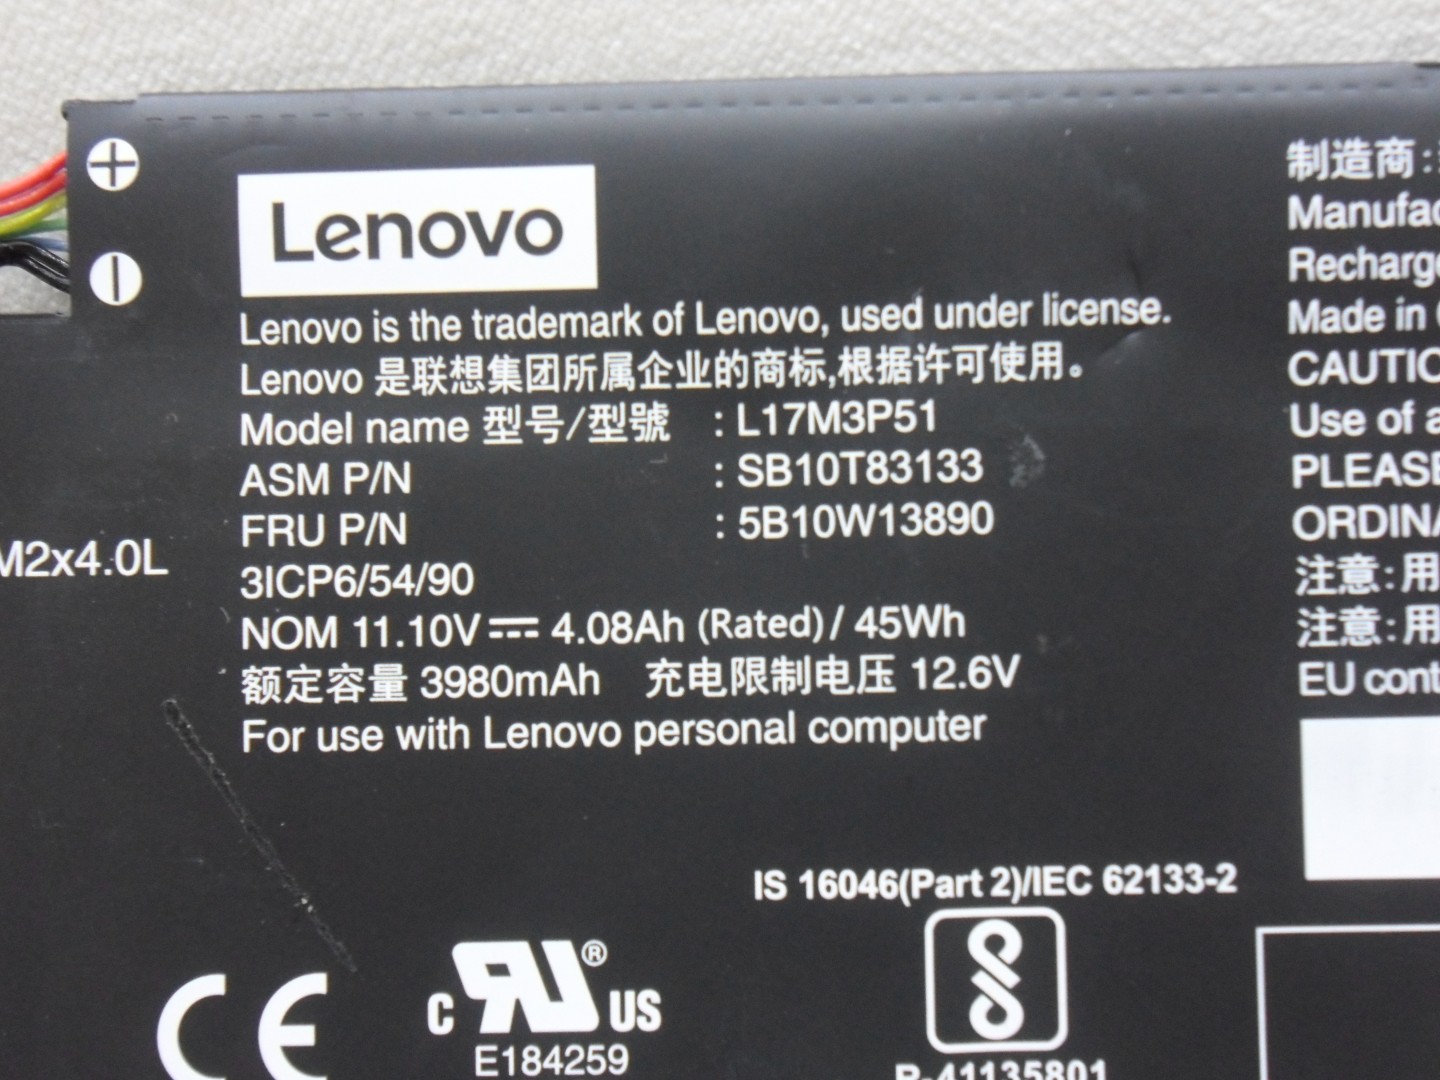 Lenovo
Lenovo is the trademark of Lenovo, used under license.
Lenovo 是联想集团所属企业的商标,根据许可使用。
Model name 型号/型號 : L17M3P51
ASM P/N : SB10T83133
FRU P/N : 5B10W13890
3ICP6/54/90
NOM 11.10V⎓4.08Ah (Rated)/ 45Wh
额定容量 3980mAh 充电限制电压 12.6V
For use with Lenovo personal computer
M2x4.0L
IS 16046(Part 2)/IEC 62133-2
CE
c RU ® US
E184259
R-41135801
制造商:
Manufac
Recharge
Made in
CAUTIO
Use of a
PLEASE
ORDINA
注意:用
注意:用
EU cont